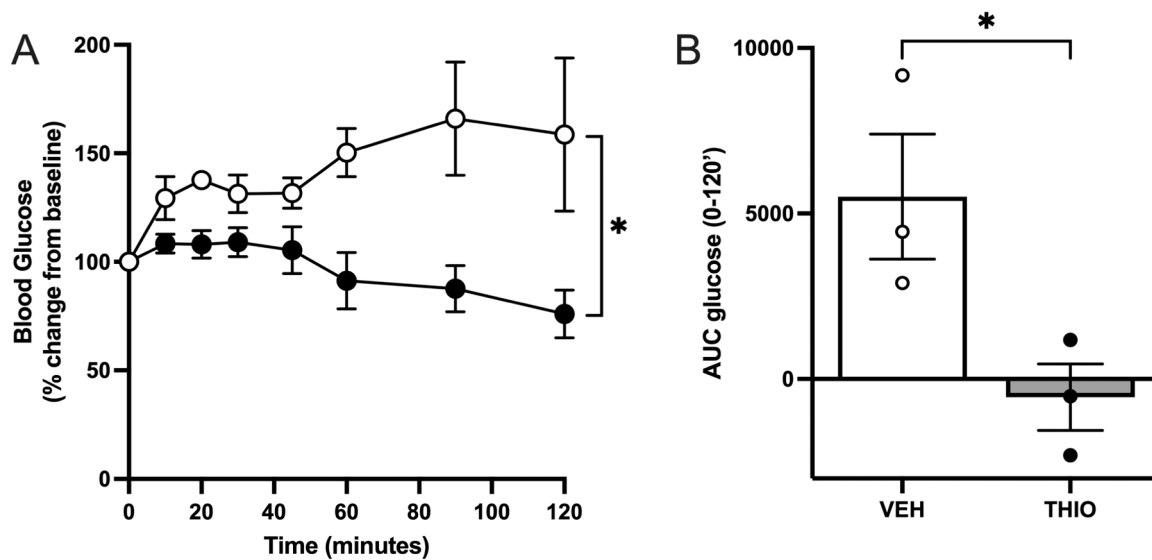 A
Blood Glucose
(% change from baseline)
200
150
100
50
0
0 20 40 60 80 100 120
Time (minutes)
*
B
AUC glucose (0-120’)
10000
5000
0
*
VEH THIO